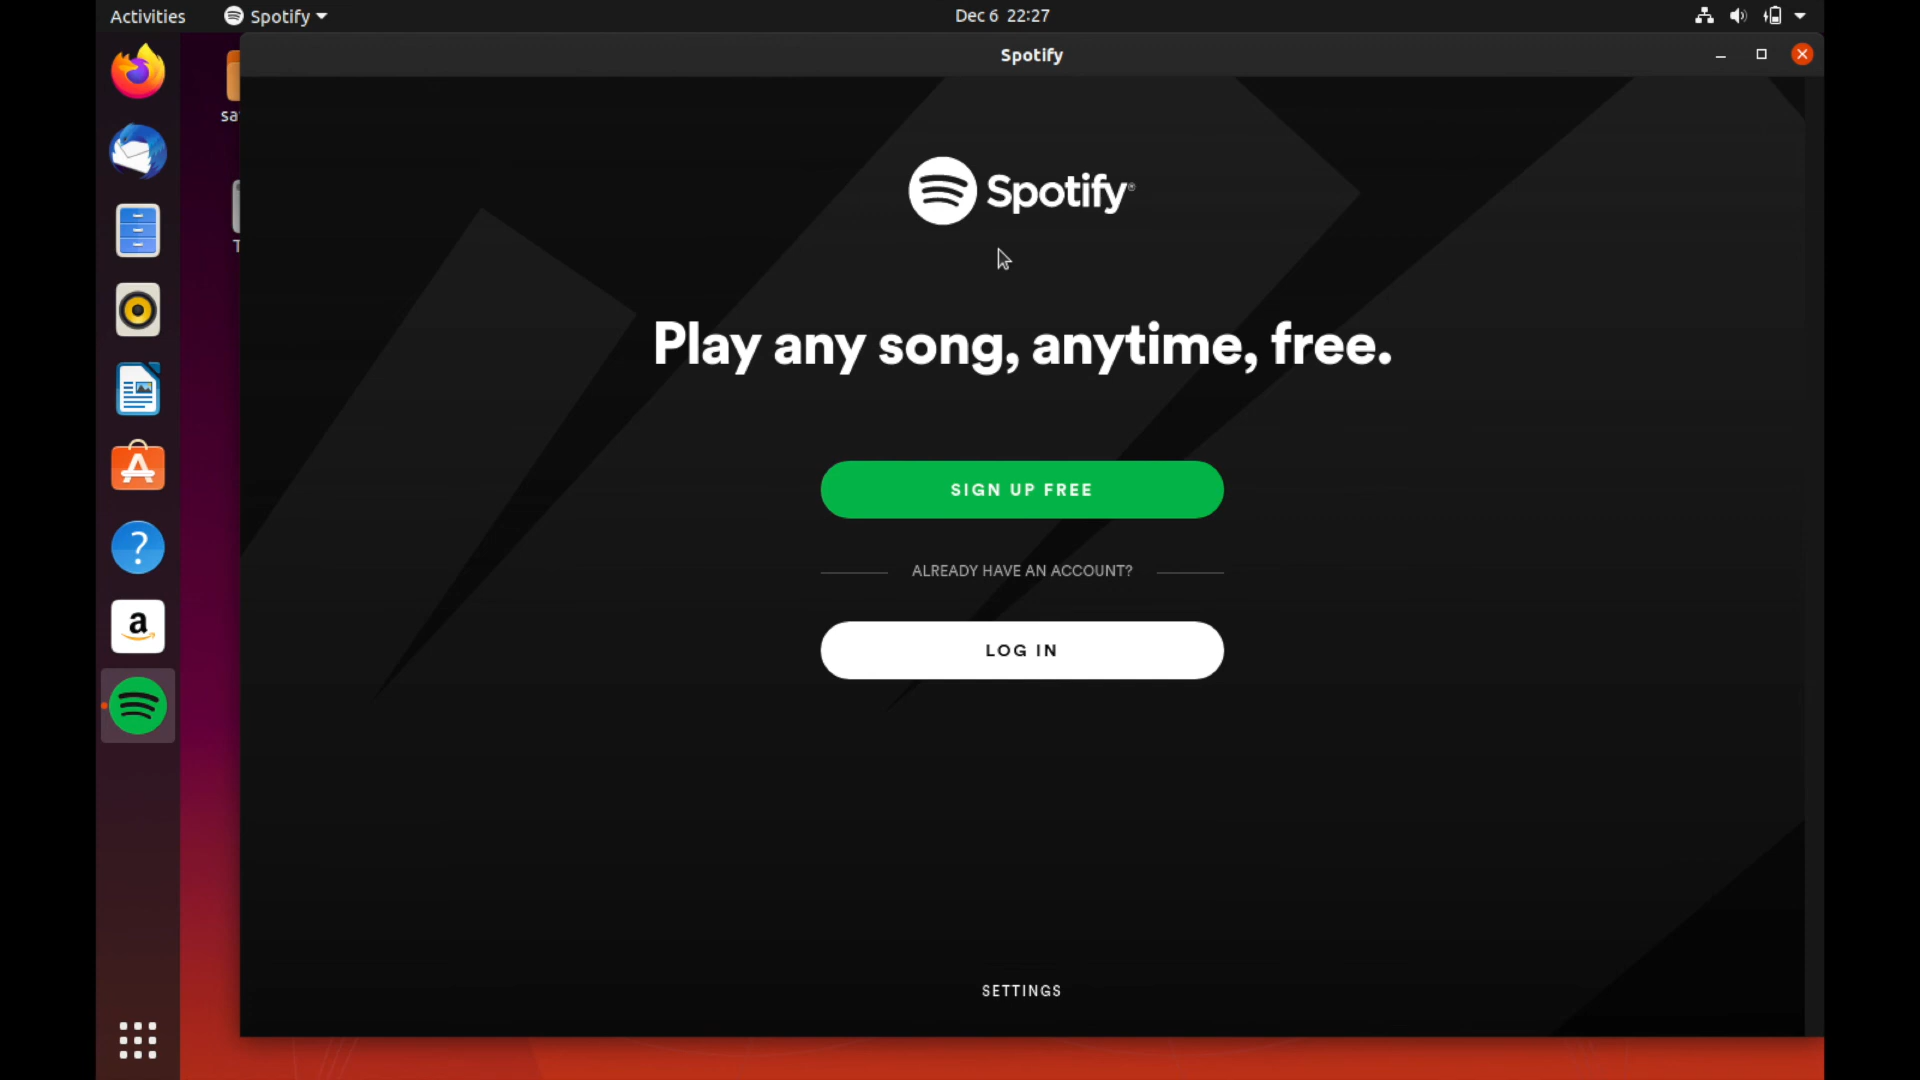 Activities
Spotify
Dec 6 22:27
Spotify
sa
T
Spotify®
Play any song, anytime, free.
SIGN UP FREE
ALREADY HAVE AN ACCOUNT?
LOG IN
a
SETTINGS